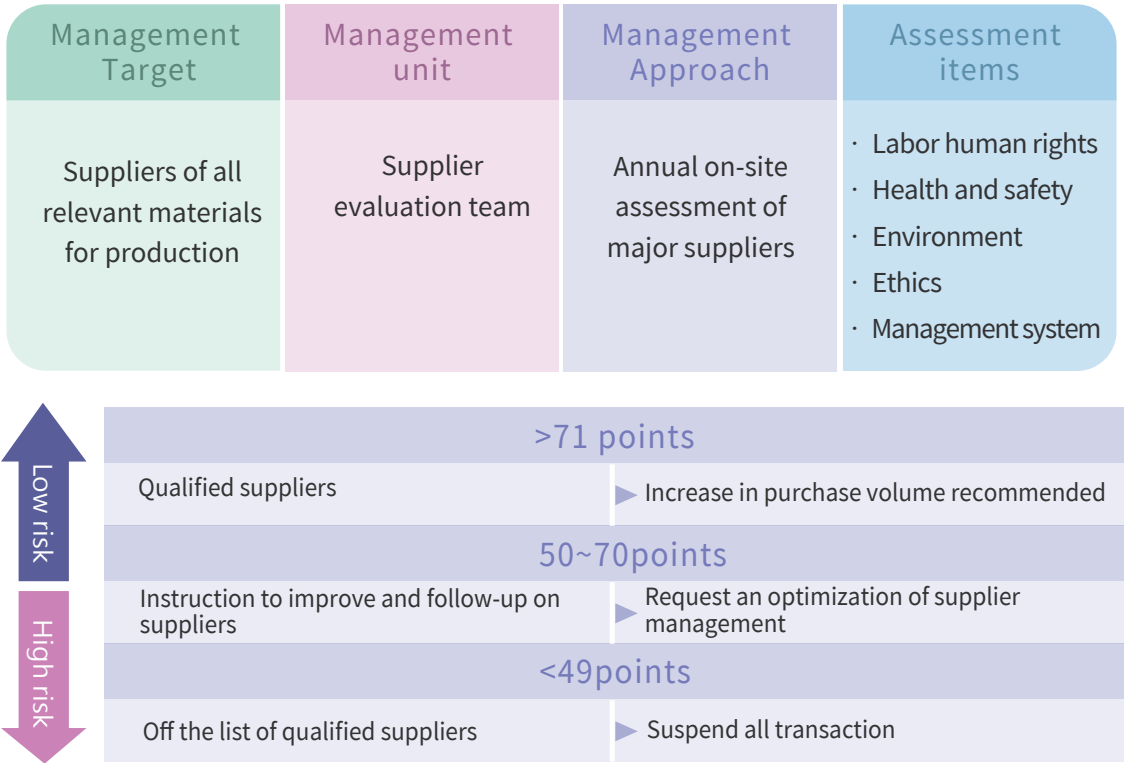 Management
Target
Management
unit
Management
Approach
Assessment
items
Suppliers of all
relevant materials
for production
Supplier
evaluation team
Annual on-site
assessment of
major suppliers
· Labor human rights
· Health and safety
· Environment
· Ethics
· Management system
Low risk
High risk
>71 points
Qualified suppliers
Increase in purchase volume recommended
50~70points
Instruction to improve and follow-up on
suppliers
Request an optimization of supplier
management
<49points
Off the list of qualified suppliers
Suspend all transaction